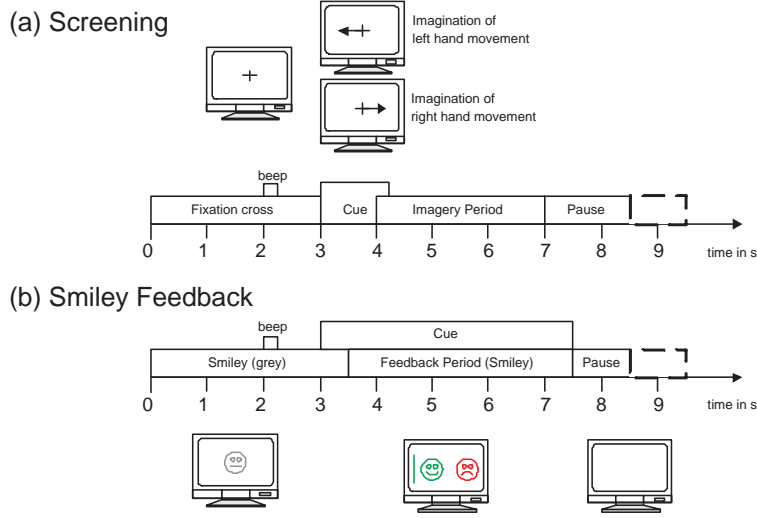 (a) Screening
Imagination of
left hand movement
Imagination of
right hand movement
beep
Fixation cross
Cue
Imagery Period
Pause
0 1 2 3 4 5 6 7 8 9
time in s
(b) Smiley Feedback
beep
Cue
Smiley (grey)
Feedback Period (Smiley)
Pause
0 1 2 3 4 5 6 7 8 9
time in s